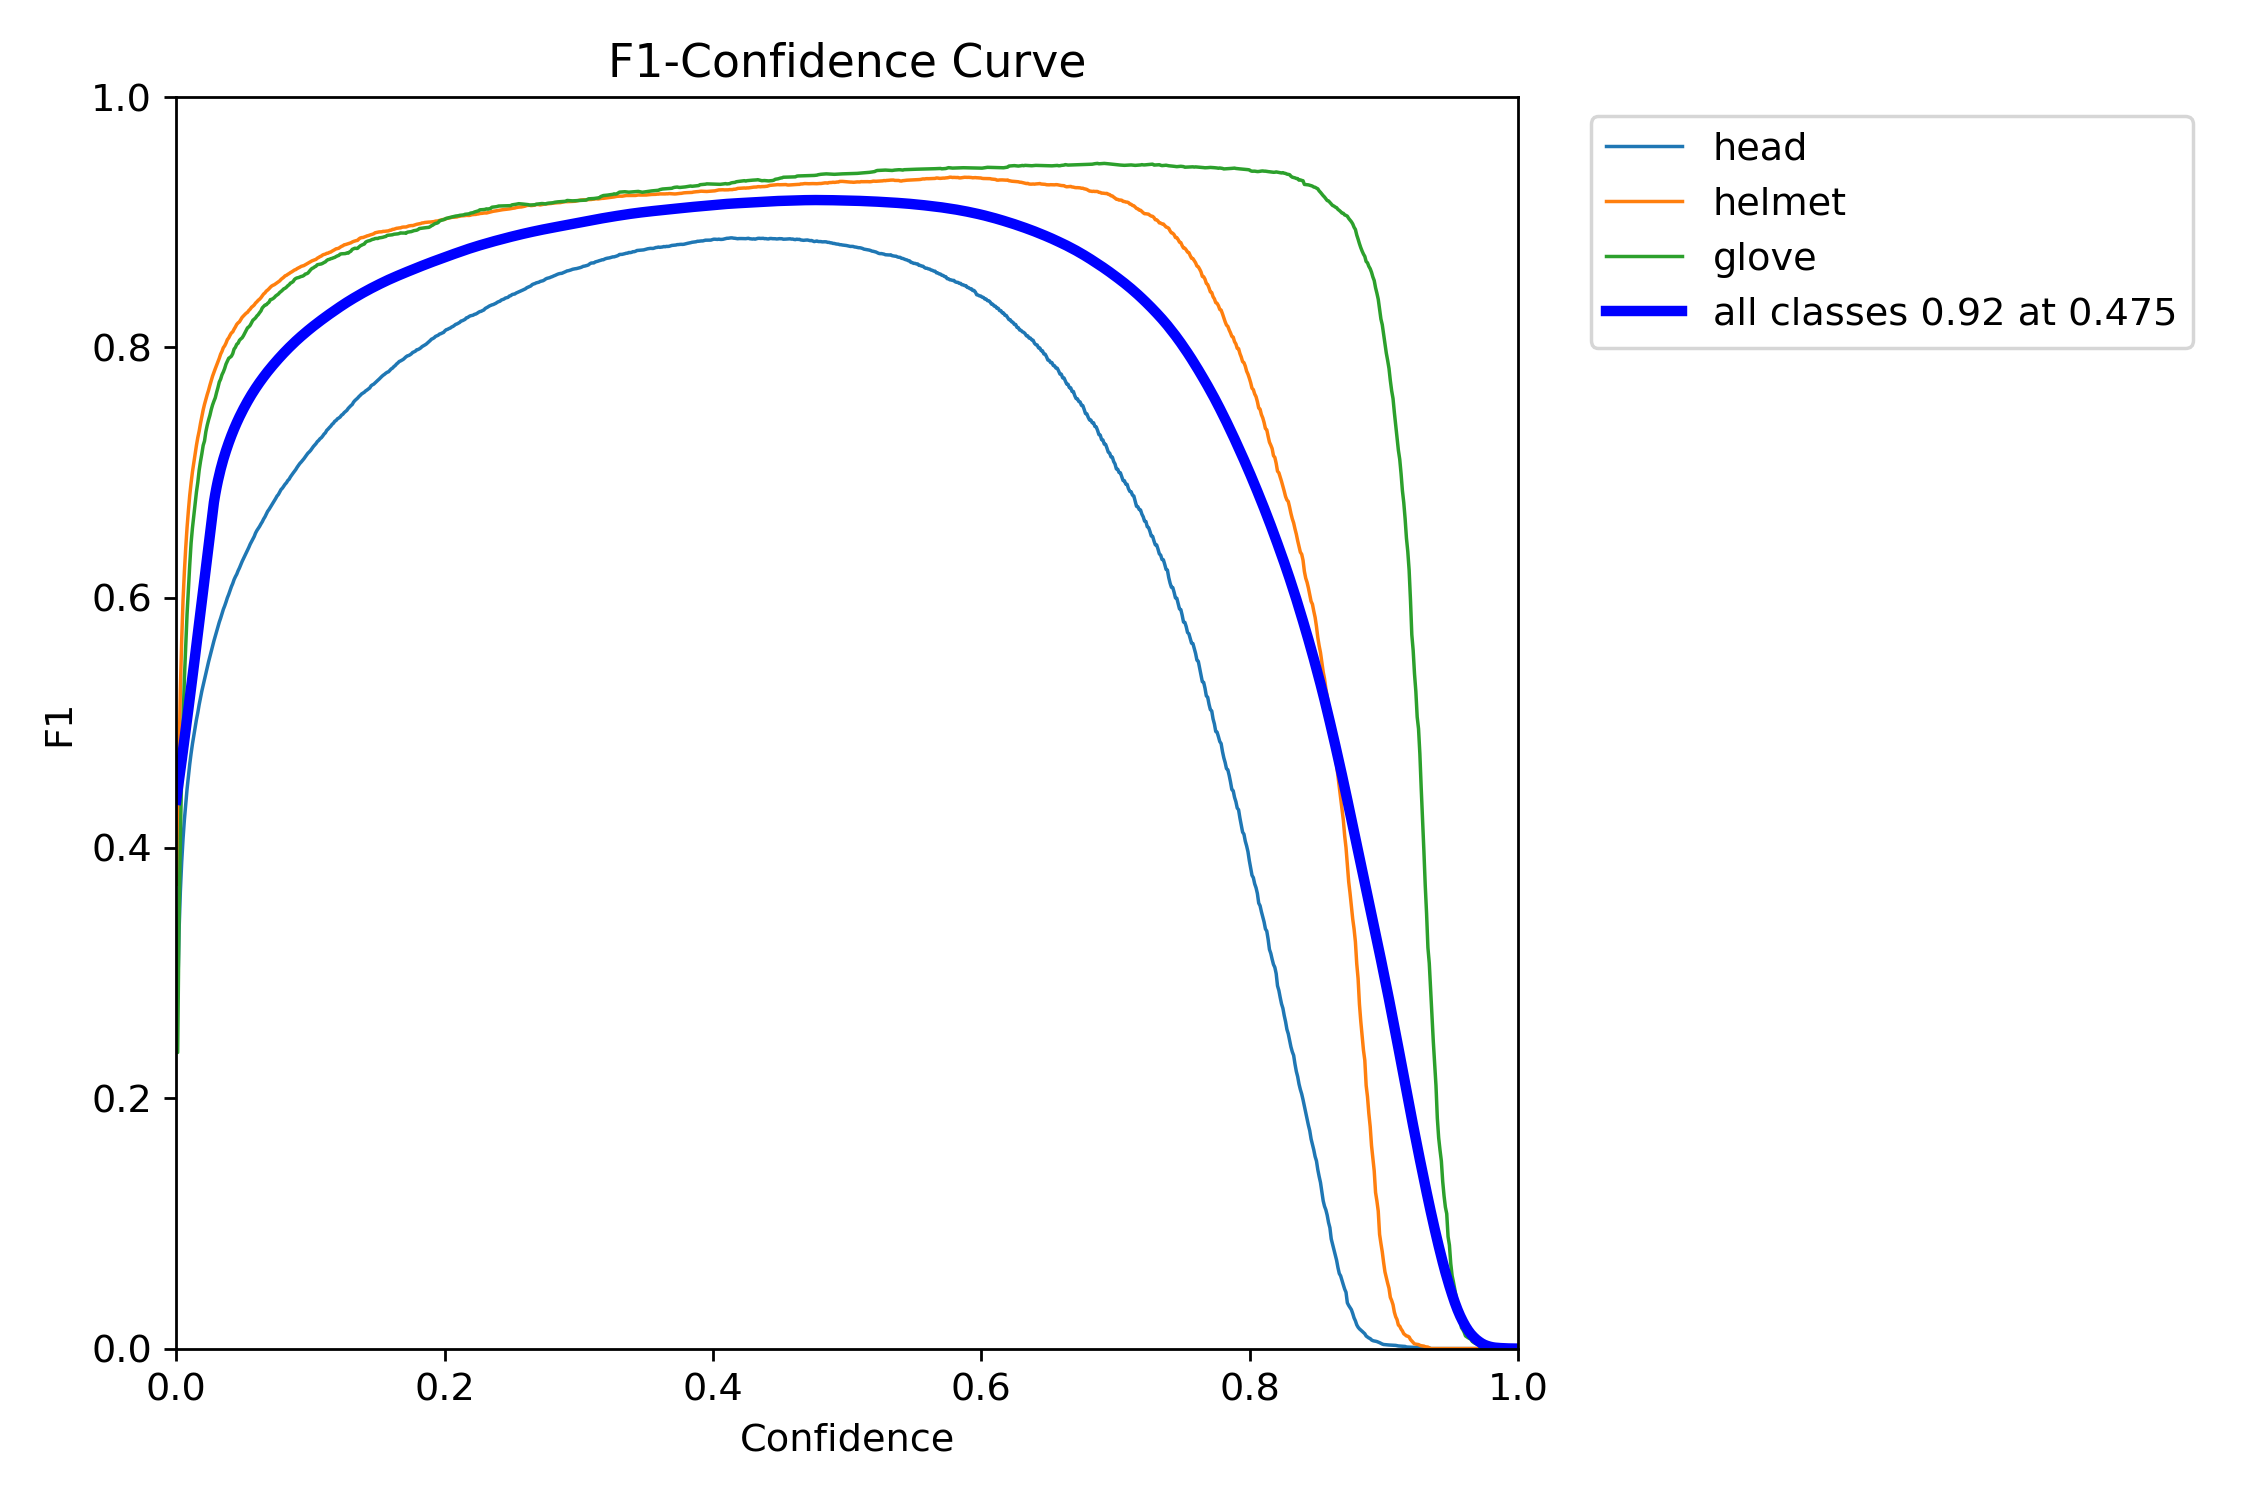 F1-Confidence Curve
1.0
0.8
0.6
0.4
0.2
0.0
F1
0.0 0.2 0.4 0.6 0.8 1.0
Confidence
head
helmet
glove
all classes 0.92 at 0.475